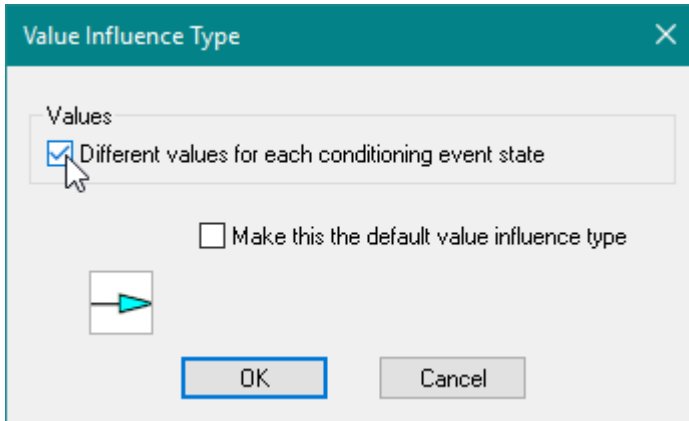 Value Influence Type
Values
Different values for each conditioning event state
Make this the default value influence type
OK
Cancel